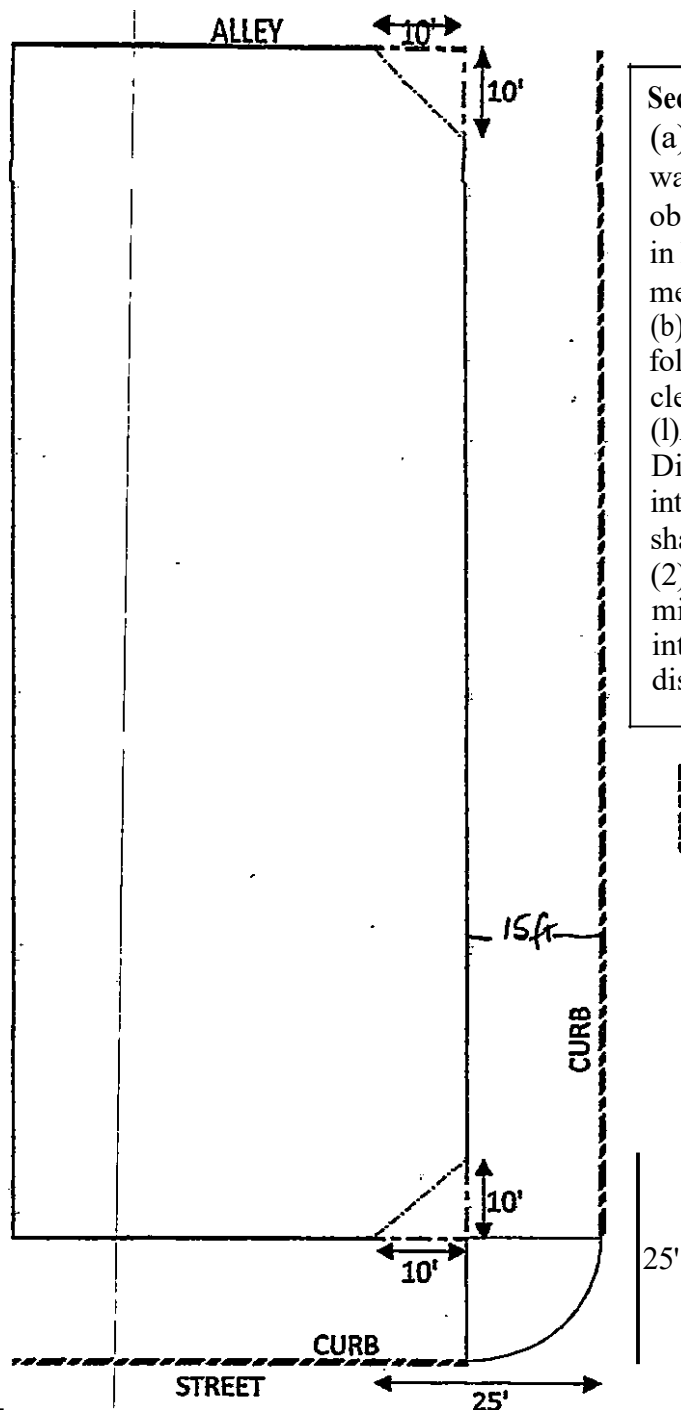 ALLEY
10'
10'
Sec
(a)
wa
ob
in
me
(b)
fol
cle
(l)
Di
int
sha
(2)
mi
int
dis
15ft
CURB
10'
10'
25'
CURB
STREET
25'